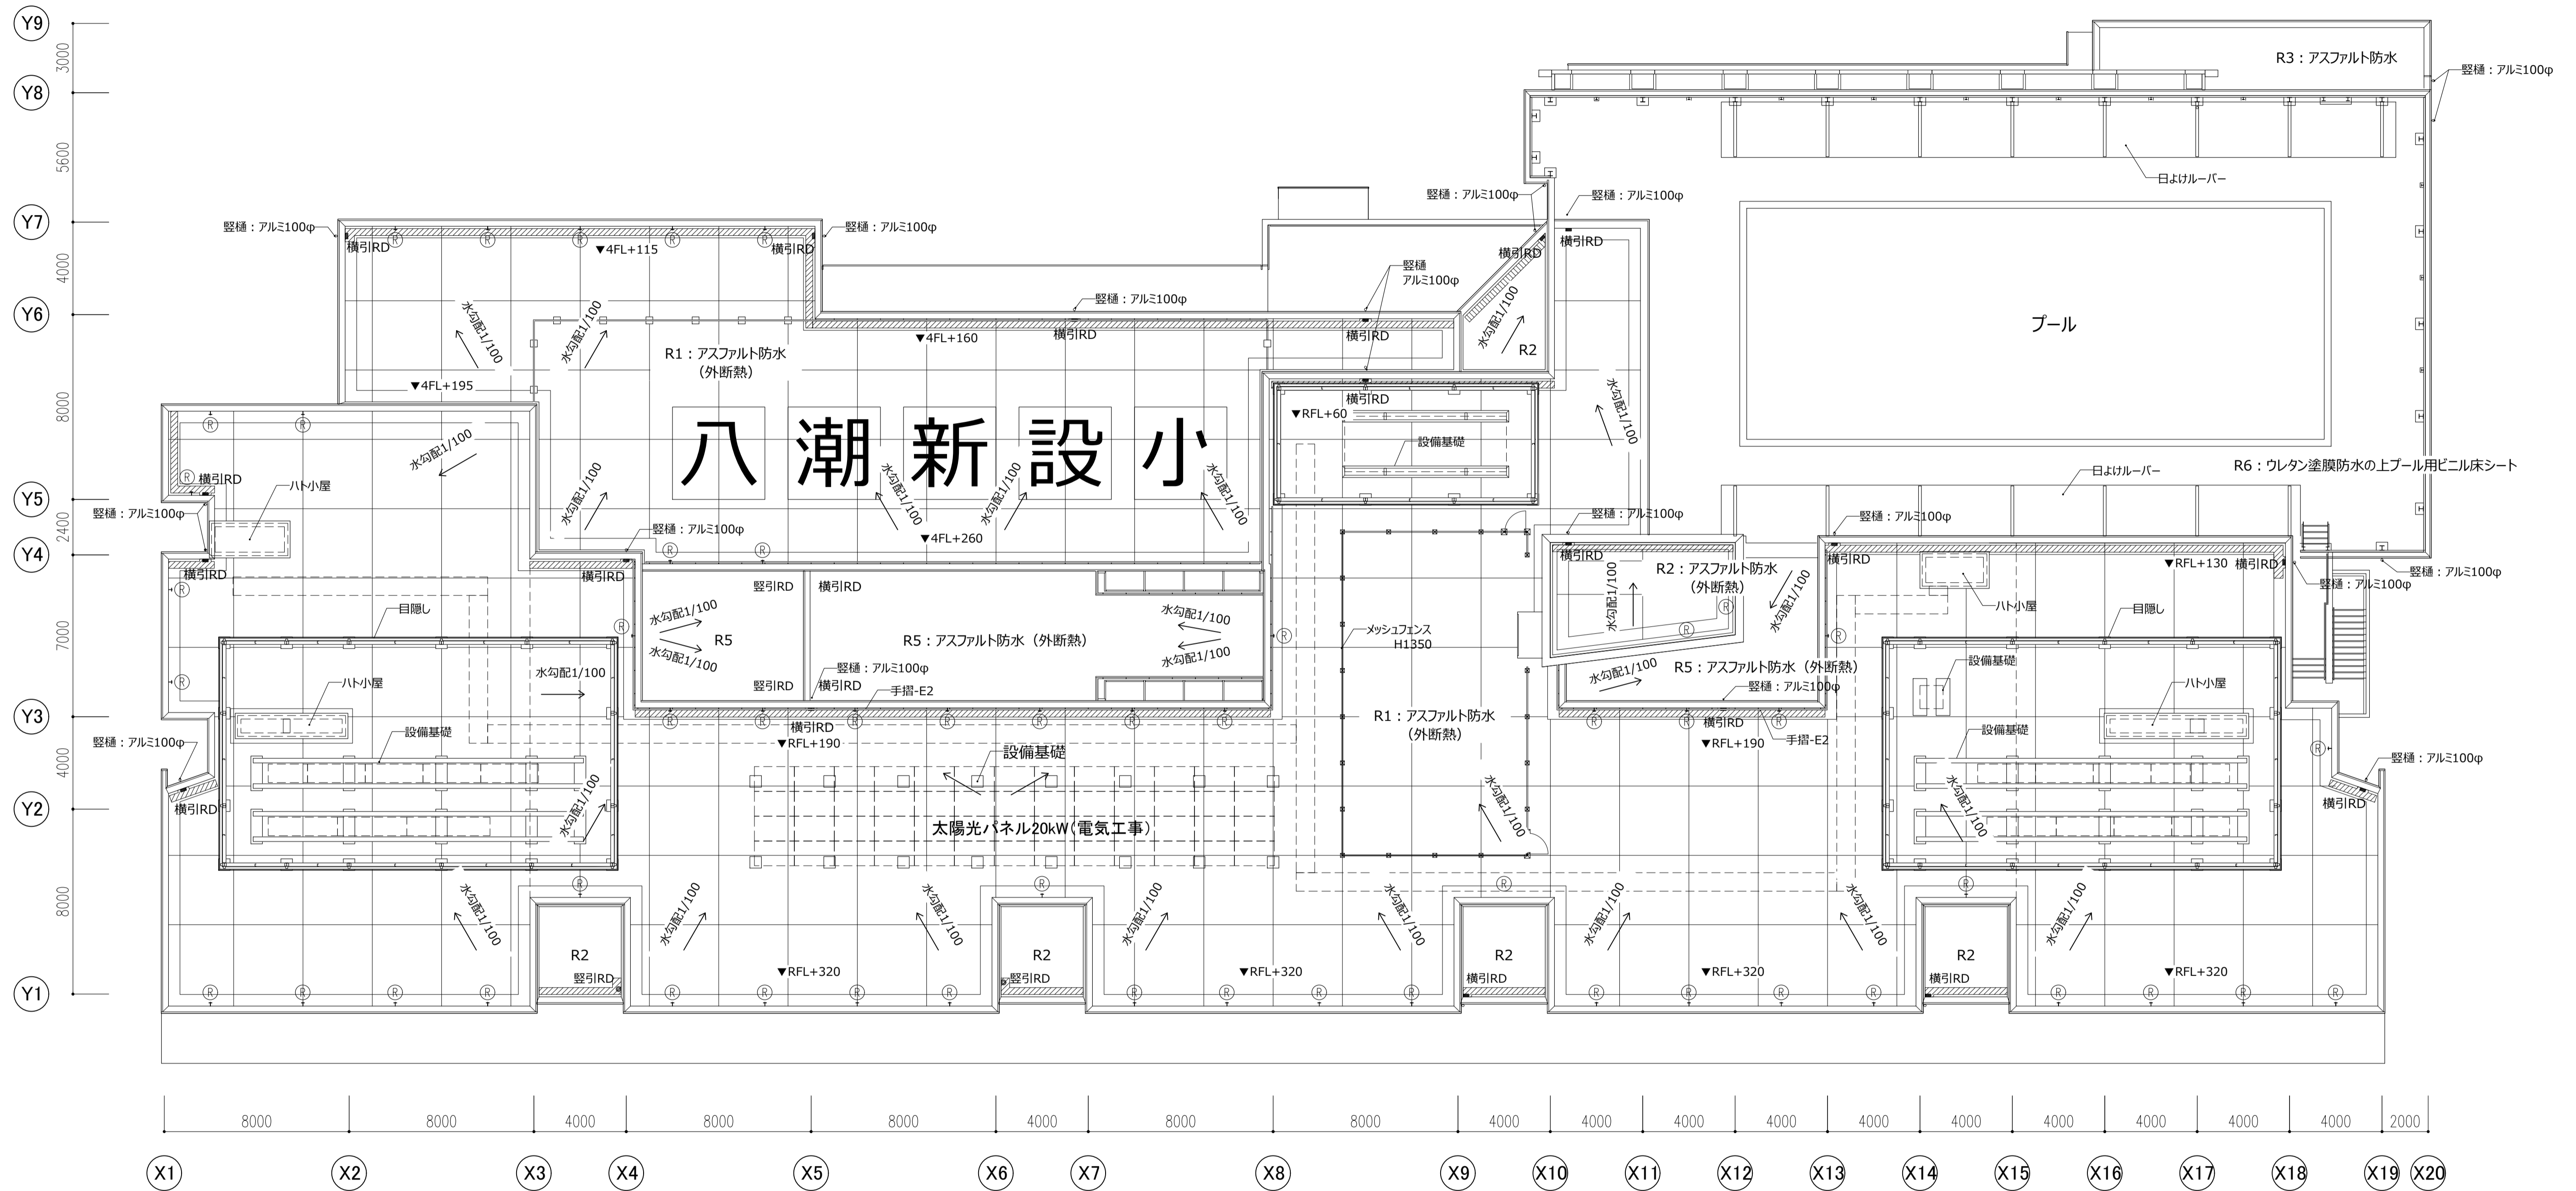 Y9
3000
R3：アスファルト防水
竪樋：アルミ100φ
Y8
5600
日よけルーバー
竪樋：アルミ100φ
竪樋：アルミ100φ
Y7
竪樋：アルミ100φ
竪樋：アルミ100φ
横引RD
Ⓡ Ⓡ Ⓡ Ⓡ Ⓡ
▼4FL+115
横引RD
横引RD
横引RD
4000
竪樋
アルミ100φ
竪樋：アルミ100φ
Y6
水勾配1/100
水勾配1/100
▼4FL+160
横引RD
横引RD
水勾配1/100
R2
プール
R1：アスファルト防水
（外断熱）
▼4FL+195
8000
横引RD
▼RFL+60
水勾配1/100
八 潮 新 設 小
設備基礎
水勾配1/100
Ⓡ Ⓡ
Ⓡ
横引RD
ハト小屋
水勾配1/100
水勾配1/100
水勾配1/100
水勾配1/100
日よけルーバー
R6：ウレタン塗膜防水の上プール用ビニル床シート
Y5
竪樋：アルミ100φ
2400
竪樋：アルミ100φ
▼4FL+260
竪樋：アルミ100φ
竪樋：アルミ100φ
Y4
横引RD
横引RD
Ⓡ Ⓡ
横引RD
横引RD
▼RFL+130
横引RD
竪樋：アルミ100φ
竪樋：アルミ100φ
R2：アスファルト防水
（外断熱）
水勾配1/100
水勾配1/100
Ⓡ
Ⓡ
竪引RD
横引RD
目隠し
7000
水勾配1/100
R5
水勾配1/100
R5：アスファルト防水（外断熱）
水勾配1/100
水勾配1/100
Ⓡ
Ⓡ
メッシュフェンス
H1350
Ⓡ
ハト小屋
目隠し
水勾配1/100
竪樋：アルミ100φ
竪引RD
横引RD
手摺-E2
水勾配1/100
R5：アスファルト防水（外断熱）
竪樋：アルミ100φ
設備基礎
ハト小屋
Ⓡ
Ⓡ
ハト小屋
Y3
設備基礎
Ⓡ Ⓡ Ⓡ Ⓡ Ⓡ Ⓡ Ⓡ
横引RD
▼RFL+190
R1：アスファルト防水
（外断熱）
Ⓡ Ⓡ Ⓡ
横引RD
▼RFL+190
手摺-E2
設備基礎
Ⓡ
竪樋：アルミ100φ
4000
設備基礎
竪樋：アルミ100φ
Y2
横引RD
水勾配1/100
太陽光パネル20kW（電気工事）
水勾配1/100
水勾配1/100
横引RD
8000
水勾配1/100
Ⓡ
水勾配1/100
水勾配1/100
Ⓡ
水勾配1/100
水勾配1/100
Ⓡ
水勾配1/100
水勾配1/100
Ⓡ
水勾配1/100
R2
R2
R2
R2
竪引RD
▼RFL+320
竪引RD
▼RFL+320
横引RD
▼RFL+320
横引RD
▼RFL+320
Y1
Ⓡ Ⓡ Ⓡ Ⓡ Ⓡ Ⓡ Ⓡ Ⓡ Ⓡ Ⓡ Ⓡ Ⓡ Ⓡ Ⓡ Ⓡ Ⓡ Ⓡ Ⓡ Ⓡ Ⓡ
8000 8000 4000 8000 8000 4000 8000 8000 4000 4000 4000 4000 4000 4000 4000 4000 4000 4000 2000
X1 X2 X3 X4 X5 X6 X7 X8 X9 X10 X11 X12 X13 X14 X15 X16 X17 X18 X19 X20